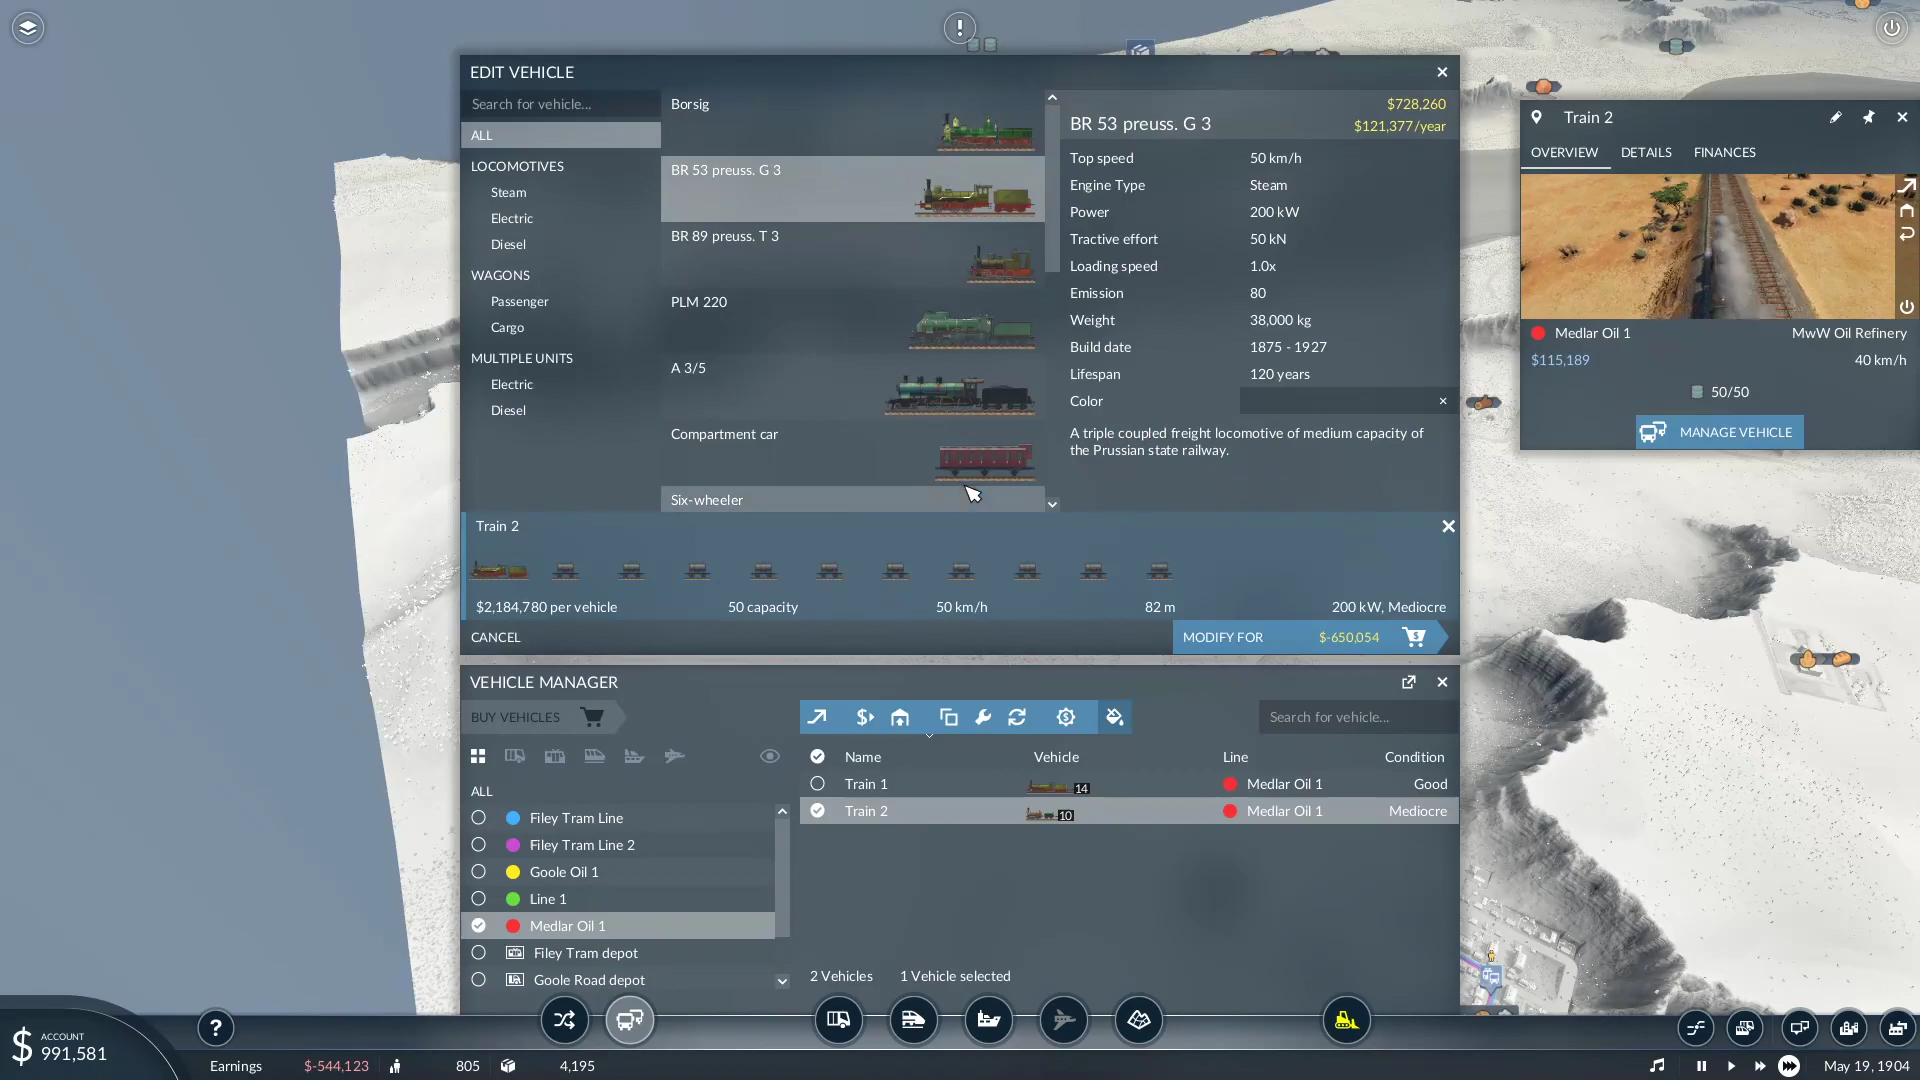 EDIT VEHICLE
Search for vehicle...
ALL
LOCOMOTIVES
Steam
Electric
Diesel
WAGONS
Passenger
Cargo
MULTIPLE UNITS
Electric
Diesel
Borsig
BR 53 preuss. G 3
BR 89 preuss. T 3
PLM 220
A 3/5
Compartment car
Six-wheeler
$728,260
BR 53 preuss. G 3
$121,377/year
Top speed 50 km/h
Engine Type Steam
Power 200 kW
Tractive effort 50 kN
Loading speed 1.0x
Emission 80
Weight 38,000 kg
Build date 1875 - 1927
Lifespan 120 years
Color
A triple coupled freight locomotive of medium capacity of
the Prussian state railway.
Train 2
$2,184,780 per vehicle 50 capacity 50 km/h 82 m 200 kW, Mediocre
CANCEL
MODIFY FOR $-650,054
Train 2
OVERVIEW DETAILS FINANCES
Medlar Oil 1 MwW Oil Refinery
$115,189 40 km/h
50/50
MANAGE VEHICLE
VEHICLE MANAGER
BUY VEHICLES
Search for vehicle...
ALL
Filey Tram Line
Filey Tram Line 2
Goole Oil 1
Line 1
Medlar Oil 1
Filey Tram depot
Goole Road depot
Name Vehicle Line Condition
Train 1 14 Medlar Oil 1 Good
Train 2 10 Medlar Oil 1 Mediocre
2 Vehicles 1 Vehicle selected
$ ACCOUNT
991,581
?
Earnings $-544,123 805 4,195
May 19, 1904